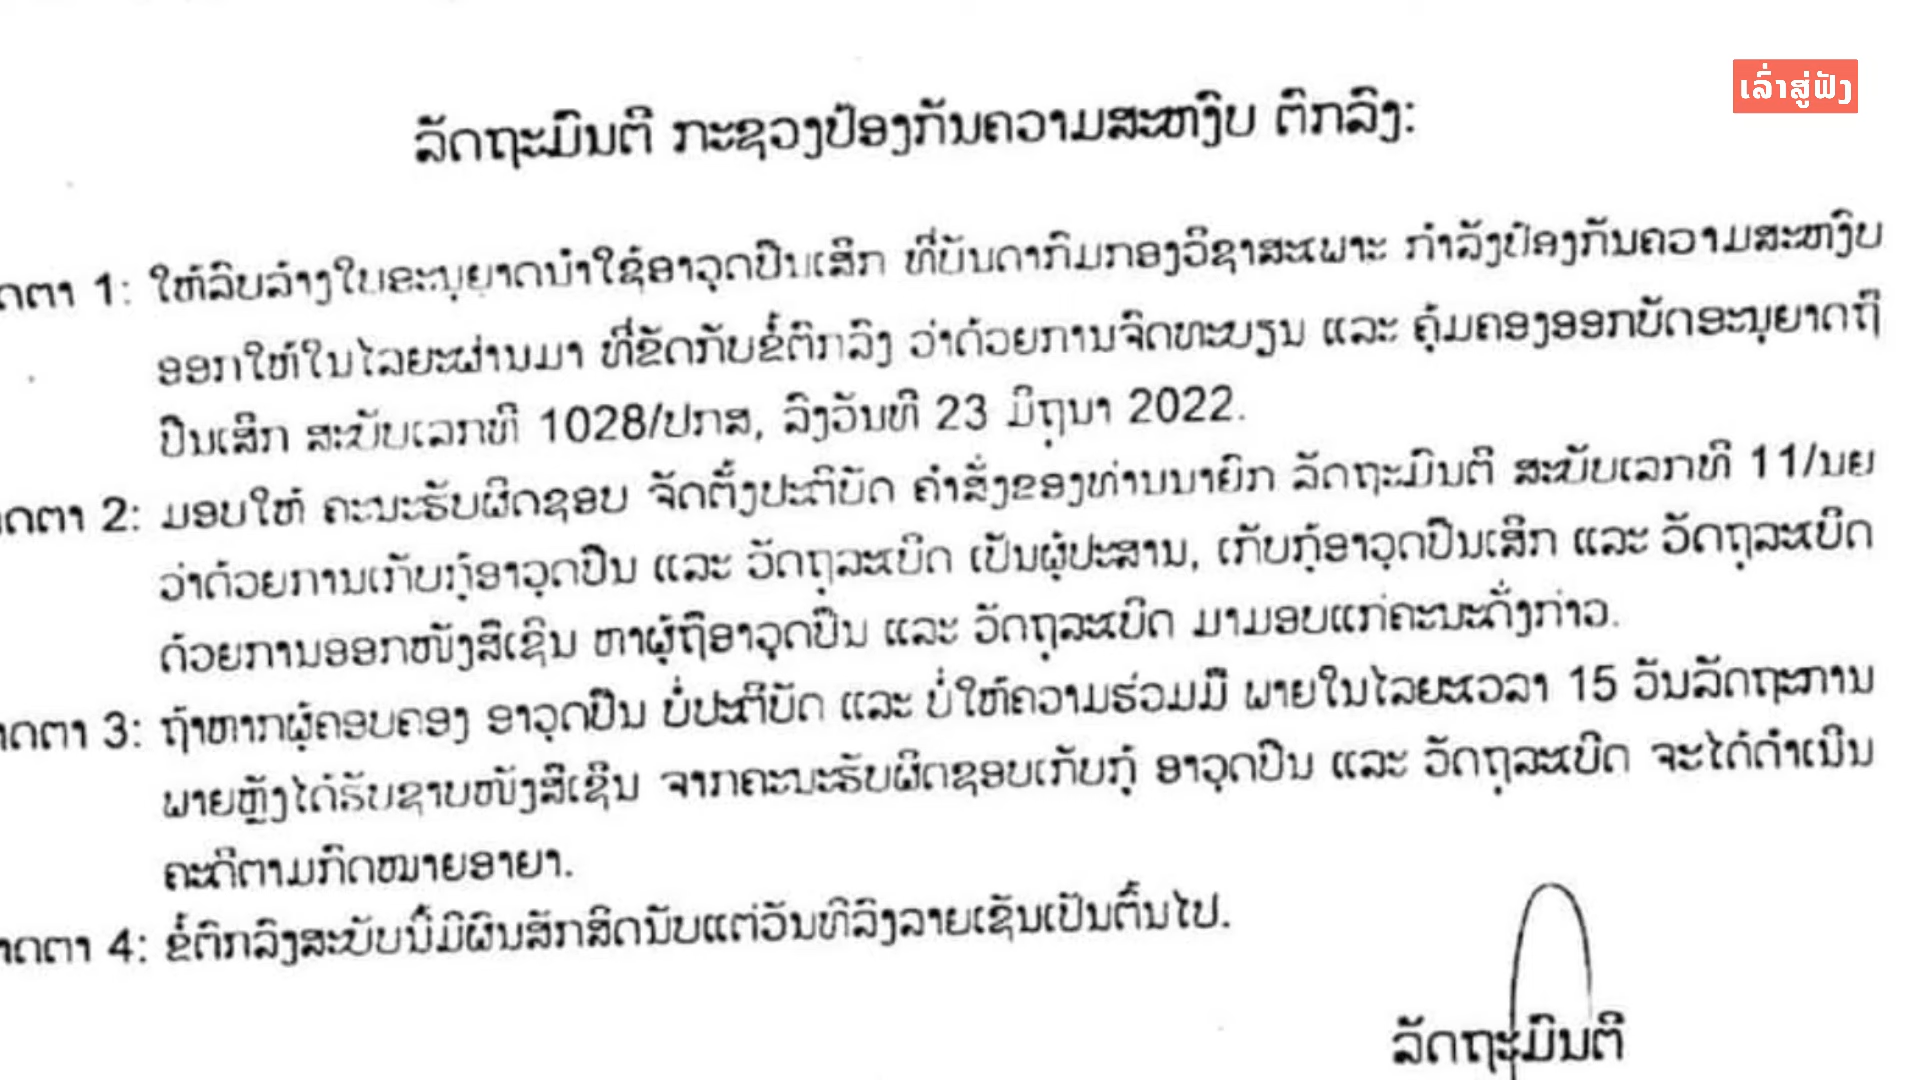 ເລົ່າສູ່ຟັງ
ລັດຖະມົນຕີ ກະຊວງປ້ອງກັນຄວາມສະຫງົບ ຕົກລົງ:
ດຕາ 1: ໃຫ້ລຶບລ້າງໃບອະນຸຍາດນຳໃຊ້ອາວຸດປືນເສິກ ທີ່ບັນດາກົມກອງວິຊາສະເພາະ ກຳລັງປ້ອງກັນຄວາມສະຫງົບ
ອອກໃຫ້ໃນໄລຍະຜ່ານມາ ທີ່ຂັດກັບຂໍ້ຕົກລົງ ວ່າດ້ວຍການຈົດທະບຽນ ແລະ ຄຸ້ມຄອງອອກບັດອະນຸຍາດຖື
ປືນເສິກ ສະບັບເລກທີ 1028/ປກສ, ລົງວັນທີ 23 ມິຖຸນາ 2022.
າດຕາ 2: ມອບໃຫ້ ຄະນະຮັບຜິດຊອບ ຈັດຕັ້ງປະຕິບັດ ຄຳສັ່ງຂອງທ່ານນາຍົກ ລັດຖະມົນຕີ ສະບັບເລກທີ 11/ນຍ
ວ່າດ້ວຍການເກັບກູ້ອາວຸດປືນ ແລະ ວັດຖຸລະເບີດ ເປັນຜູ້ປະສານ, ເກັບກູ້ອາວຸດປືນເສິກ ແລະ ວັດຖຸລະເບີດ
ດ້ວຍການອອກໜັງສືເຊີນ ຫາຜູ້ຖືອາວຸດປືນ ແລະ ວັດຖຸລະເບີດ ມາມອບແກ່ຄະນະດັ່ງກ່າວ.
າດຕາ 3: ຖ້າຫາກຜູ້ຄອບຄອງ ອາວຸດປືນ ບໍ່ປະຕິບັດ ແລະ ບໍ່ໃຫ້ຄວາມຮ່ວມມື ພາຍໃນໄລຍະເວລາ 15 ວັນລັດຖະການ
ພາຍຫຼັງໄດ້ຮັບຊາບໜັງສືເຊີນ ຈາກຄະນະຮັບຜິດຊອບເກັບກູ້ ອາວຸດປືນ ແລະ ວັດຖຸລະເບີດ ຈະໄດ້ດຳເນີນ
ຄະດີຕາມກົດໝາຍອາຍາ.
າດຕາ 4: ຂໍ້ຕົກລົງສະບັບນີ້ມີຜົນສັກສິດນັບແຕ່ວັນທີລົງລາຍເຊັນເປັນຕົ້ນໄປ.
ລັດຖະມົນຕີ